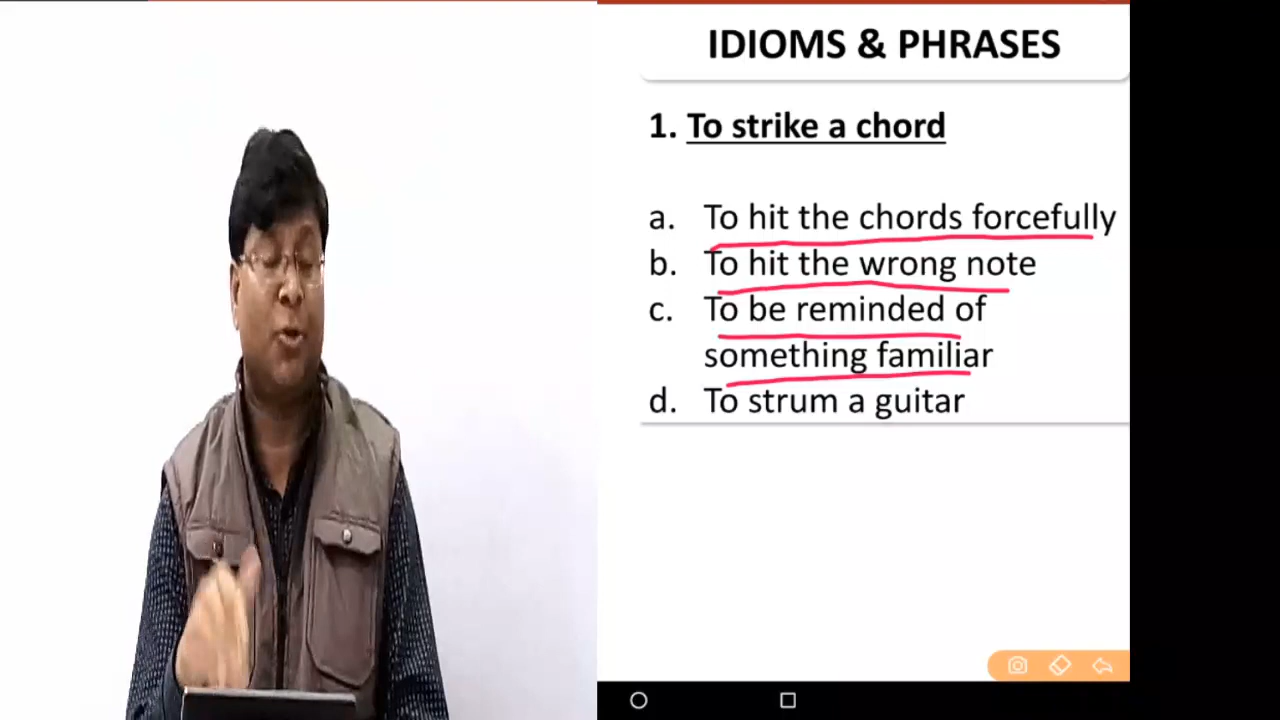 IDIOMS & PHRASES
1. To strike a chord
a. To hit the chords forcefully
b. To hit the wrong note
c. To be reminded of
something familiar
d. To strum a guitar